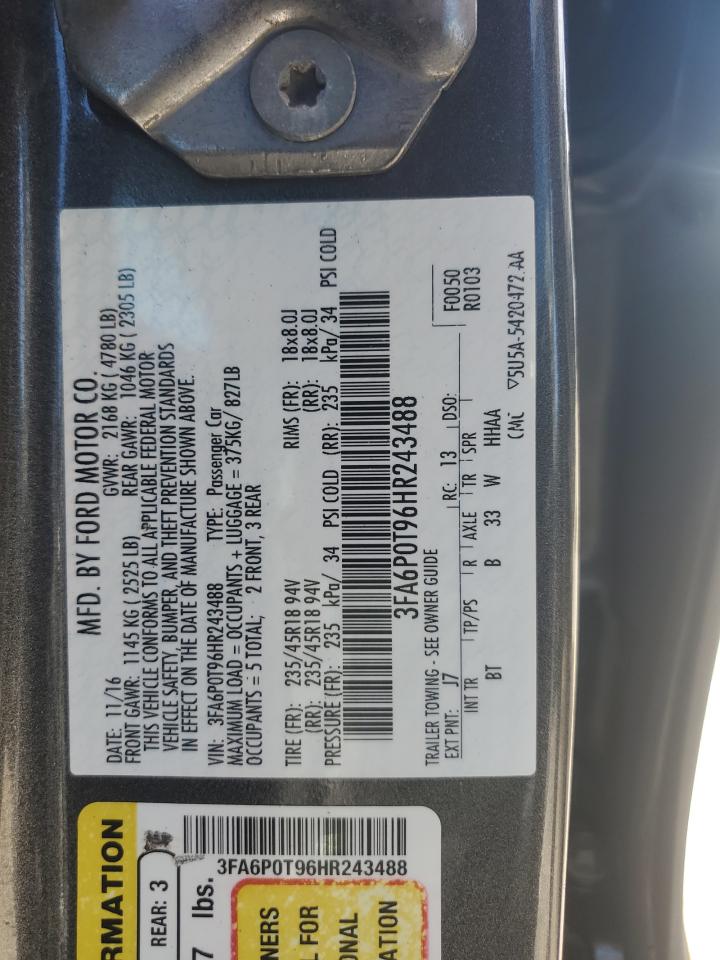 MFD. BY FORD MOTOR CO.
DATE: 11/16 GVWR: 2168 KG ( 4780 LB)
FRONT GAWR: 1145 KG (2525 LB) REAR GAWR: 1046 KG ( 2305 LB)
THIS VEHICLE CONFORMS TO ALL APPLICABLE FEDERAL MOTOR
VEHICLE SAFETY, BUMPER, AND THEFT PREVENTION STANDARDS
IN EFFECT ON THE DATE OF MANUFACTURE SHOWN ABOVE.
VIN: 3FA6P0T96HR243488 TYPE: Passenger Car
MAXIMUM LOAD = OCCUPANTS + LUGGAGE = 375KG/ 827LB
OCCUPANTS = 5 TOTAL; 2 FRONT, 3 REAR
TIRE (FR): 235/45R18 94V RIMS (FR): 18x8.0J
(RR): 235/45R18 94V (RR): 18x8.0J
PRESSURE (FR): 235 kPa/ 34 PSI COLD (RR): 235 kPa/ 34 PSI COLD
3FA6P0T96HR243488
TRAILER TOWING - SEE OWNER GUIDE F0050
EXT PNT: J7 RC: 13 DSO: R0103
INT TR TP/PS R AXLE TR SPR
BT B 33 W HHAA
CMC ▽5U5A-5420472 AA
RMATION
REAR: 3
3FA6P0T96HR243488
7 lbs.
NERS
L FOR
ONAL
ATION